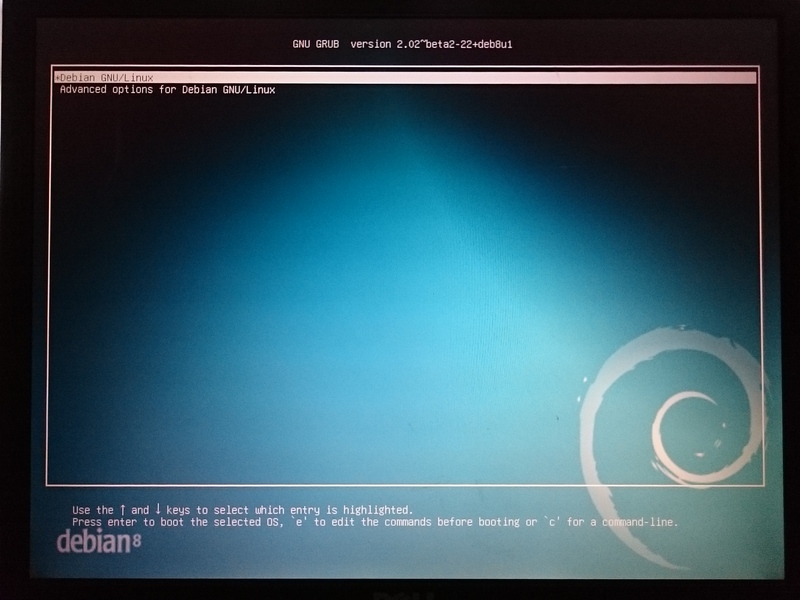 GNU GRUB version 2.02~beta2-22+deb8u1
*Debian GNU/Linux
Advanced options for Debian GNU/Linux
Use the ↑ and ↓ keys to select which entry is highlighted.
Press enter to boot the selected OS, `e' to edit the commands before booting or `c' for a command-line.
debian 8